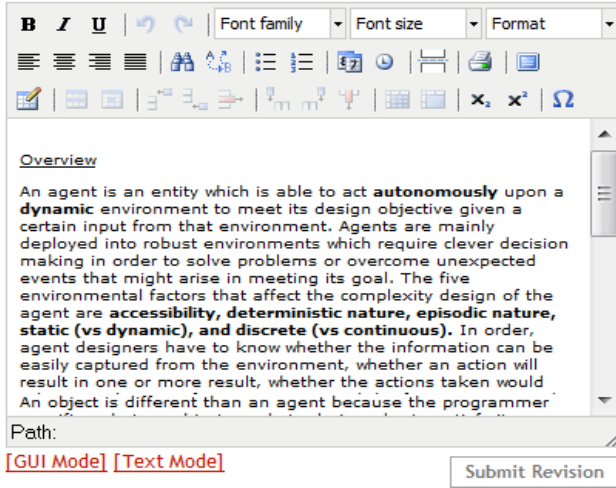 B I U Font family Font size Format
Overview
An agent is an entity which is able to act autonomously upon a
dynamic environment to meet its design objective given a
certain input from that environment. Agents are mainly
deployed into robust environments which require clever decision
making in order to solve problems or overcome unexpected
events that might arise in meeting its goal. The five
environmental factors that affect the complexity design of the
agent are accessibility, deterministic nature, episodic nature,
static (vs dynamic), and discrete (vs continuous). In order,
agent designers have to know whether the information can be
easily captured from the environment, whether an action will
result in one or more result, whether the actions taken would
An object is different than an agent because the programmer
Path:
[GUI Mode] [Text Mode]
Submit Revision